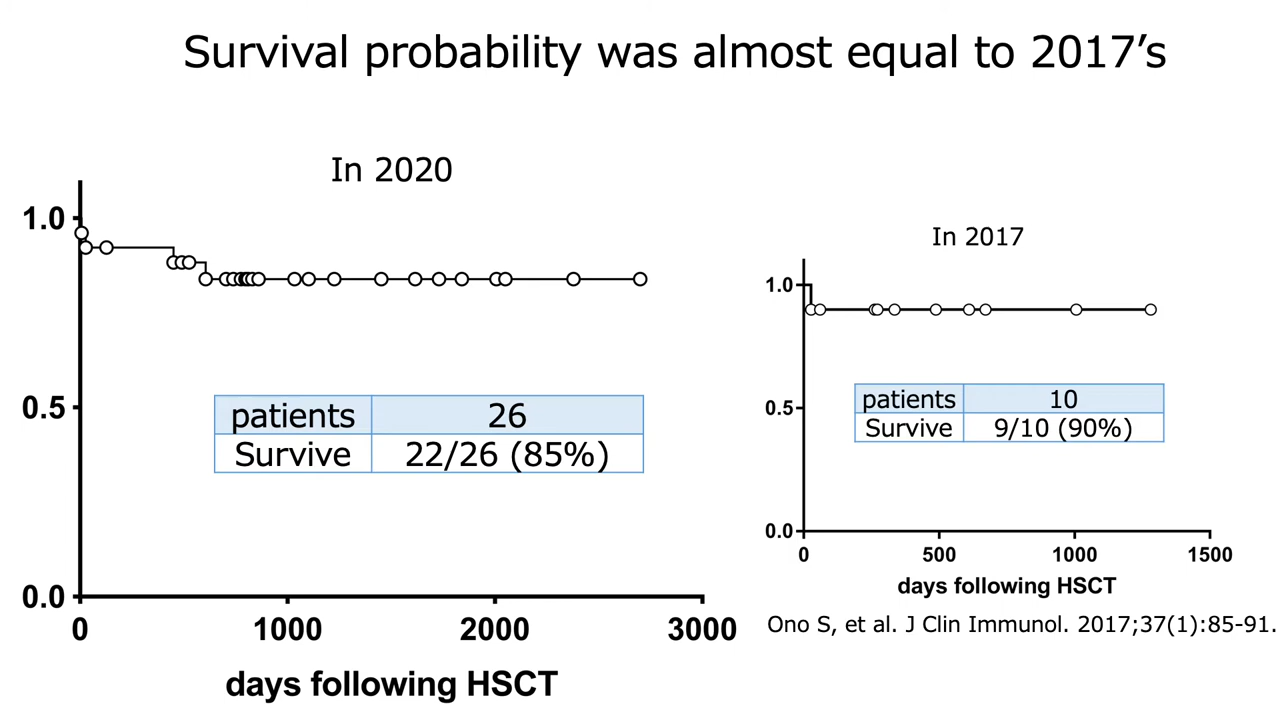 Survival probability was almost equal to 2017’s
In 2020
1.0
0.5
0.0
0 1000 2000 3000
days following HSCT
patients 26
Survive 22/26 (85%)
In 2017
1.0
0.5
0.0
0 500 1000 1500
days following HSCT
patients 10
Survive 9/10 (90%)
Ono S, et al. J Clin Immunol. 2017;37(1):85-91.